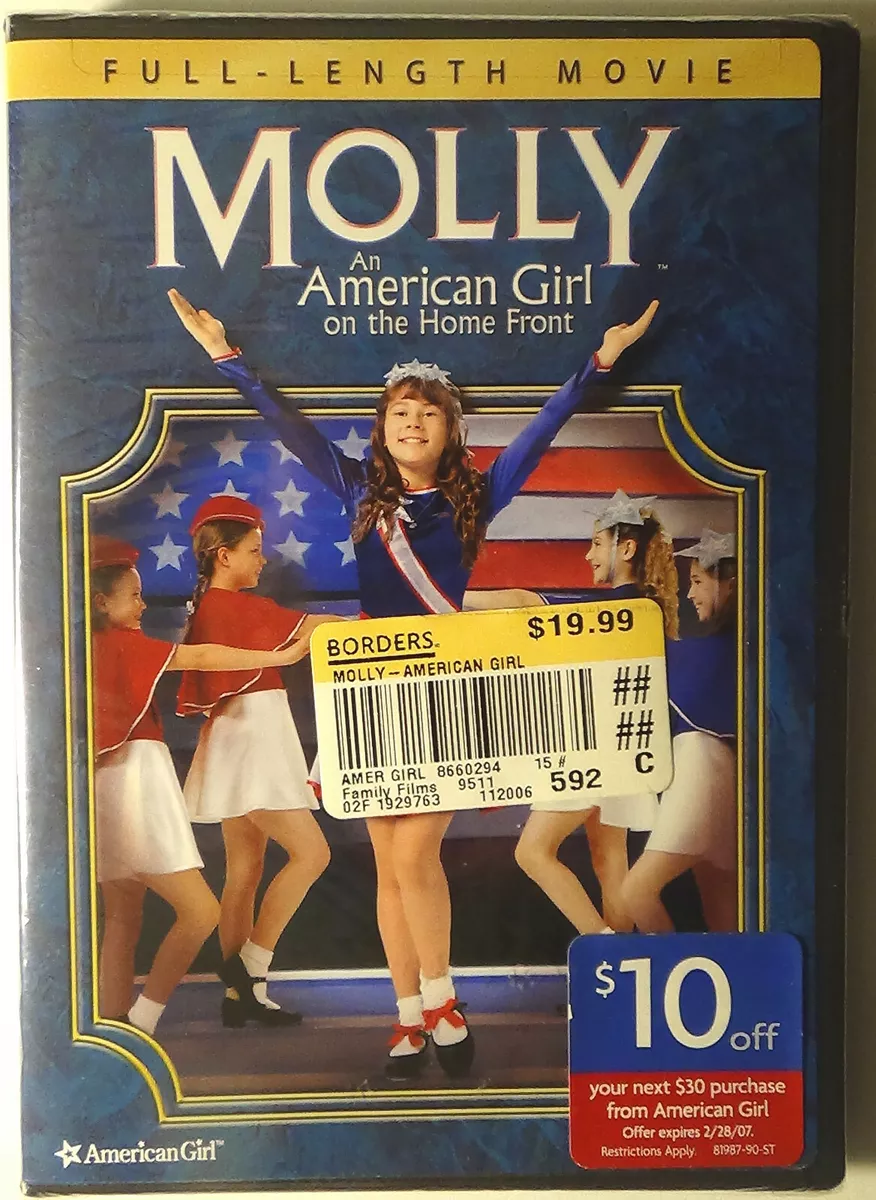 FULL-LENGTH MOVIE
MOLLY™
An
American Girl
on the Home Front
BORDERS
$19.99
MOLLY-AMERICAN GIRL
##
##
AMER GIRL 8660294 15 # C
Family Films 9511 592
02F 1929763 112006
$10 off
your next $30 purchase
from American Girl
Offer expires 2/28/07.
Restrictions Apply. 81987-90-ST
American Girl™